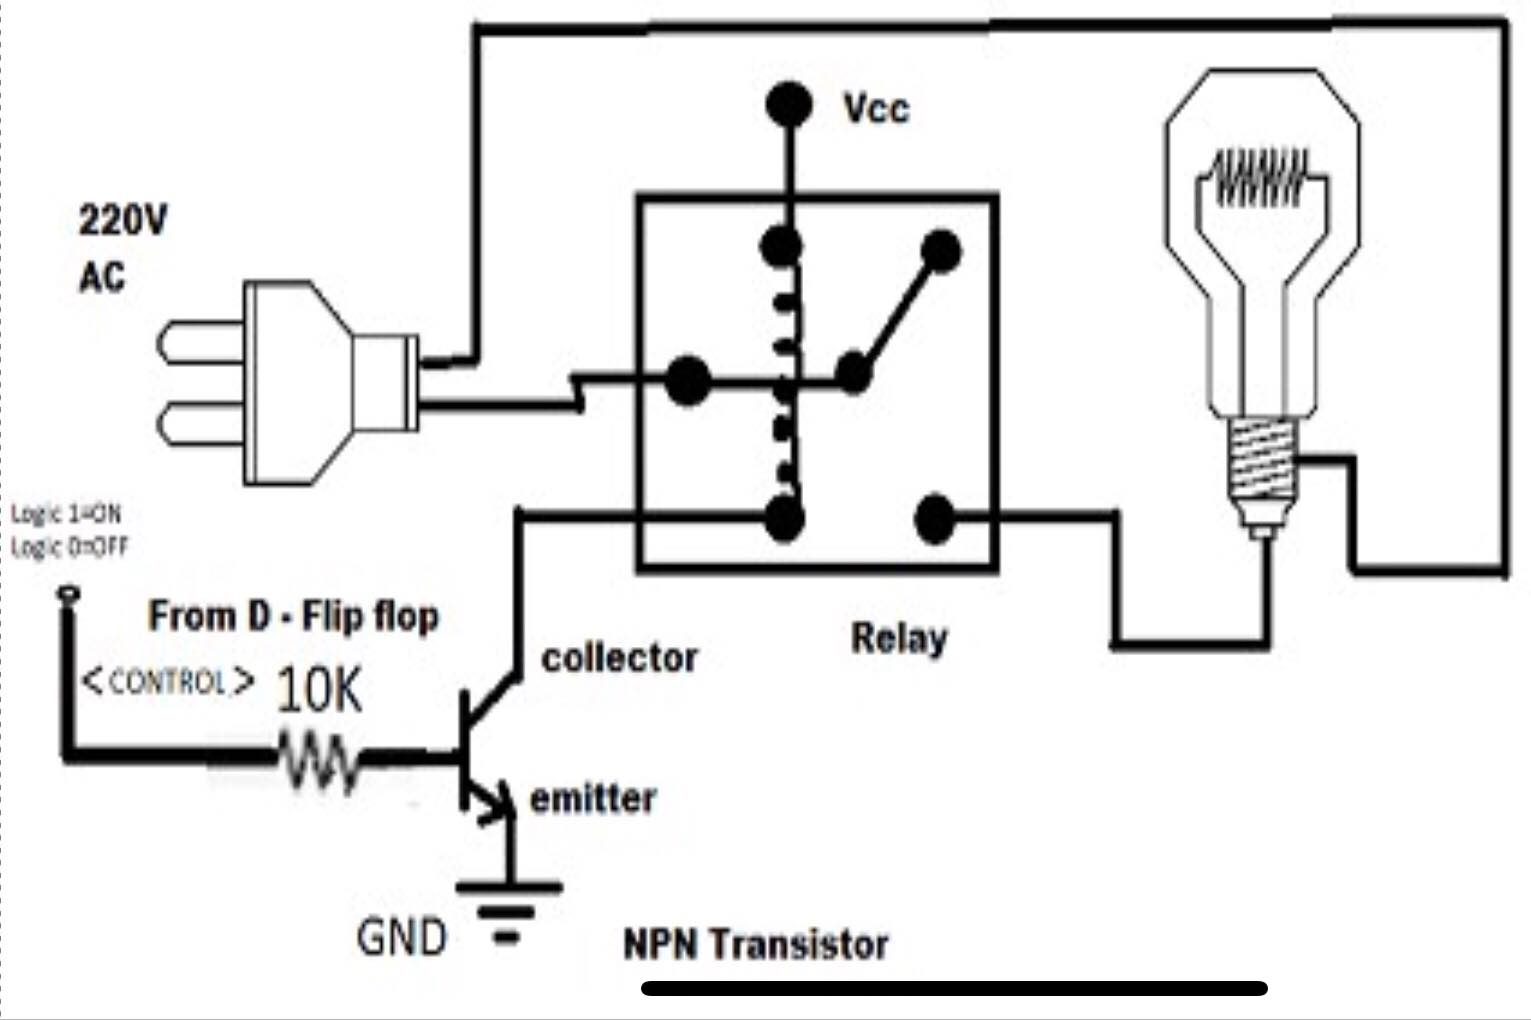 Vcc
220V
AC
Logic 1=ON
Logic 0=OFF
From D - Flip flop
<CONTROL> 10K
collector
Relay
emitter
GND
NPN Transistor